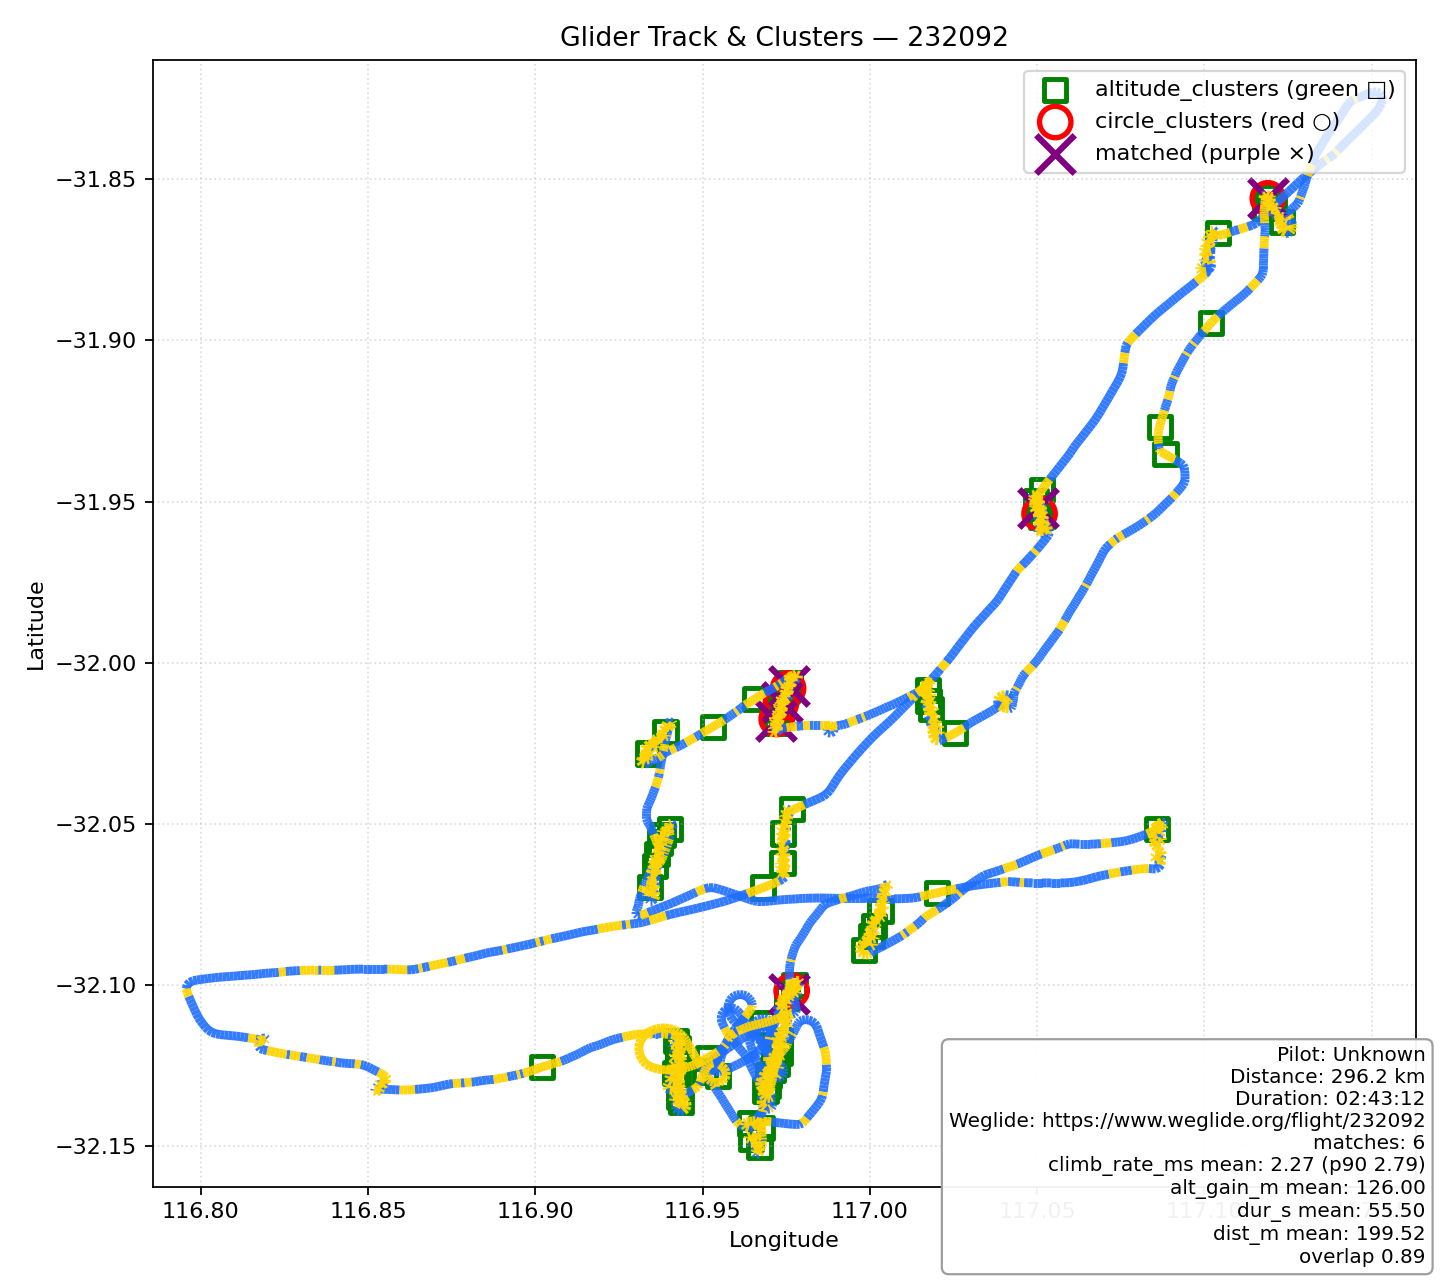 Glider Track & Clusters — 232092
altitude_clusters (green □)
circle_clusters (red ○)
matched (purple ×)
Latitude
−31.85
−31.90
−31.95
−32.00
−32.05
−32.10
−32.15
116.80
116.85
116.90
116.95
117.00
117.05
117.10
Longitude
Pilot: Unknown
Distance: 296.2 km
Duration: 02:43:12
Weglide: https://www.weglide.org/flight/232092
matches: 6
climb_rate_ms mean: 2.27 (p90 2.79)
alt_gain_m mean: 126.00
dur_s mean: 55.50
dist_m mean: 199.52
overlap 0.89